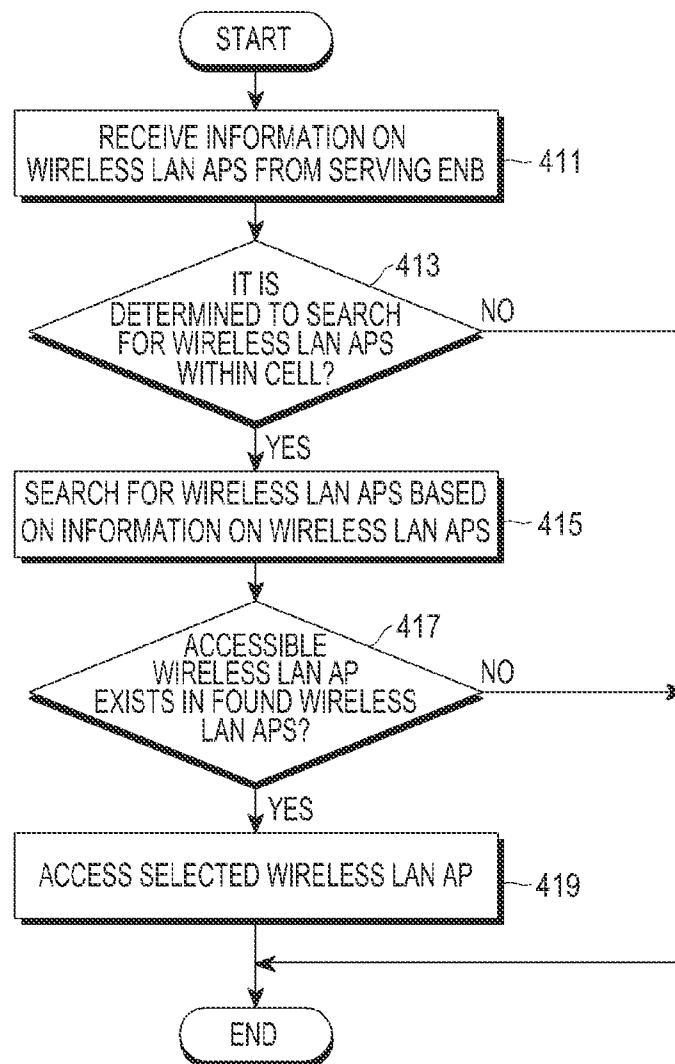 START
RECEIVE INFORMATION ON
WIRELESS LAN APS FROM SERVING ENB
411
413
IT IS
DETERMINED TO SEARCH
FOR WIRELESS LAN APS
WITHIN CELL?
NO
YES
SEARCH FOR WIRELESS LAN APS BASED
ON INFORMATION ON WIRELESS LAN APS
415
417
ACCESSIBLE
WIRELESS LAN AP
EXISTS IN FOUND WIRELESS
LAN APS?
NO
YES
ACCESS SELECTED WIRELESS LAN AP
419
END